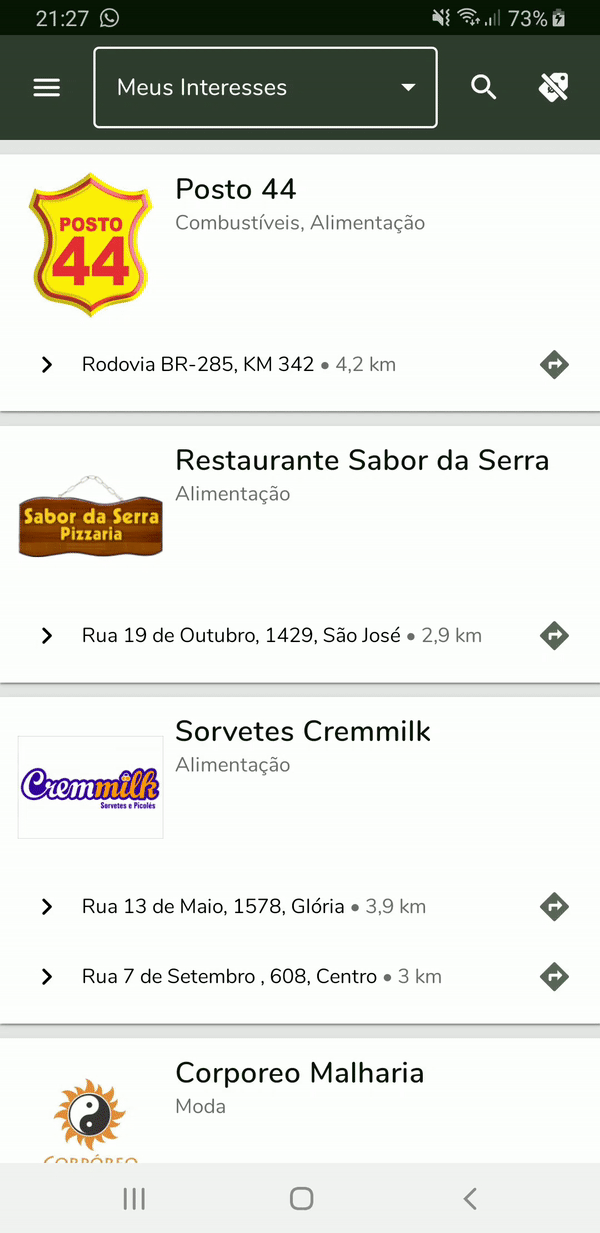 21:27
73%
Meus Interesses
Posto 44
Combustíveis, Alimentação
POSTO
44
Rodovia BR-285, KM 342 • 4,2 km
Restaurante Sabor da Serra
Alimentação
Sabor da Serra
Pizzaria
Rua 19 de Outubro, 1429, São José • 2,9 km
Sorvetes Cremmilk
Alimentação
Cremmilk
Sorvetes e Picolés
Rua 13 de Maio, 1578, Glória • 3,9 km
Rua 7 de Setembro , 608, Centro • 3 km
Corporeo Malharia
Moda
CORPÓREO